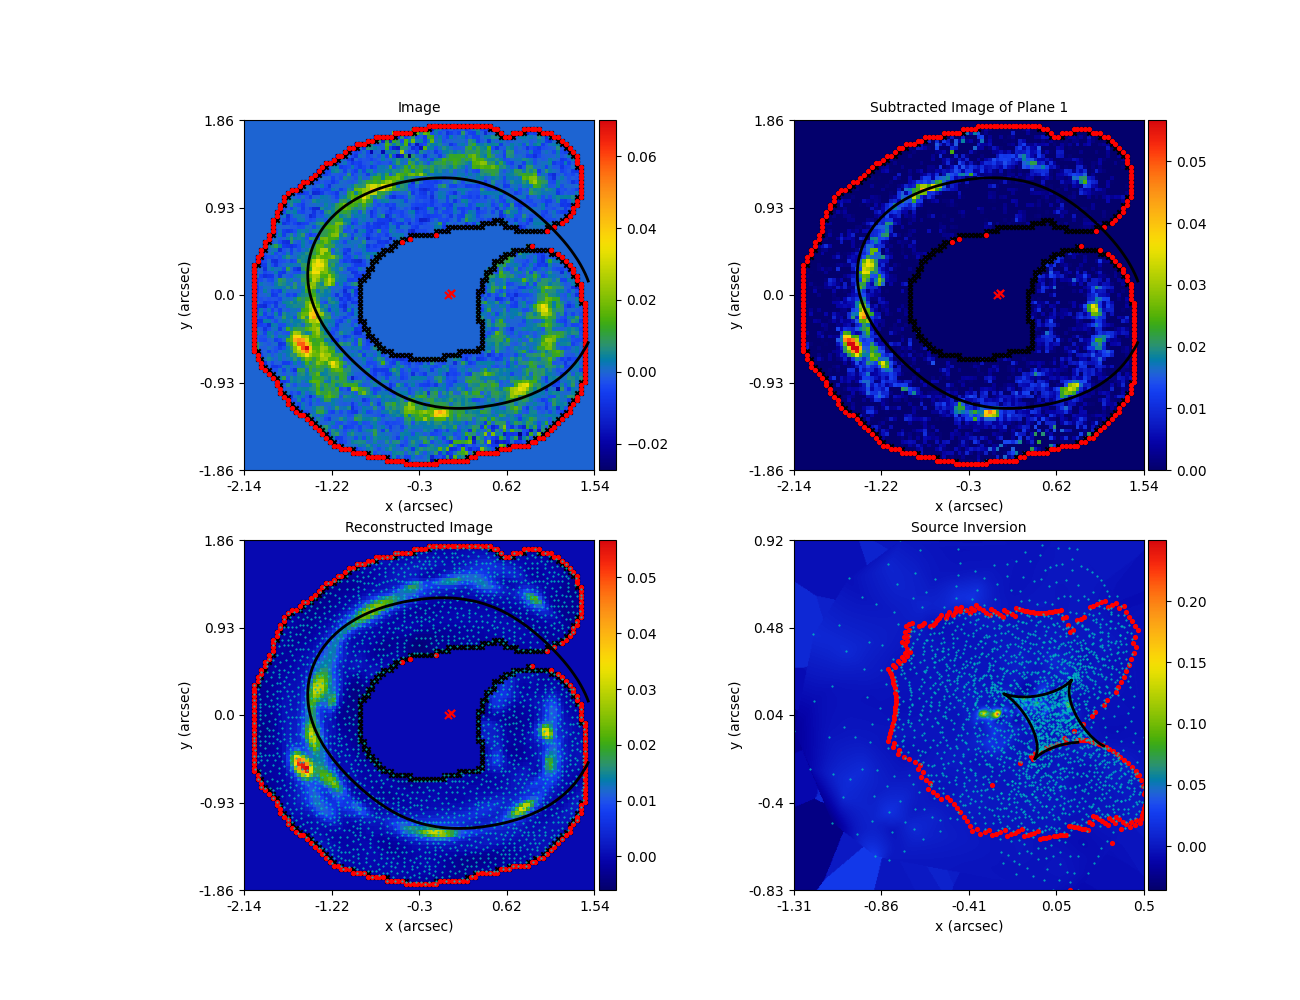 Image
1.86
0.93
0.0
-0.93
-1.86
y (arcsec)
-2.14 -1.22 -0.3 0.62 1.54
x (arcsec)
0.06
0.04
0.02
0.00
−0.02
Subtracted Image of Plane 1
1.86
0.93
0.0
-0.93
-1.86
y (arcsec)
-2.14 -1.22 -0.3 0.62 1.54
x (arcsec)
0.05
0.04
0.03
0.02
0.01
0.00
Reconstructed Image
1.86
0.93
0.0
-0.93
-1.86
y (arcsec)
-2.14 -1.22 -0.3 0.62 1.54
x (arcsec)
0.05
0.04
0.03
0.02
0.01
0.00
Source Inversion
0.92
0.48
0.04
-0.4
-0.83
y (arcsec)
-1.31 -0.86 -0.41 0.05 0.5
x (arcsec)
0.20
0.15
0.10
0.05
0.00